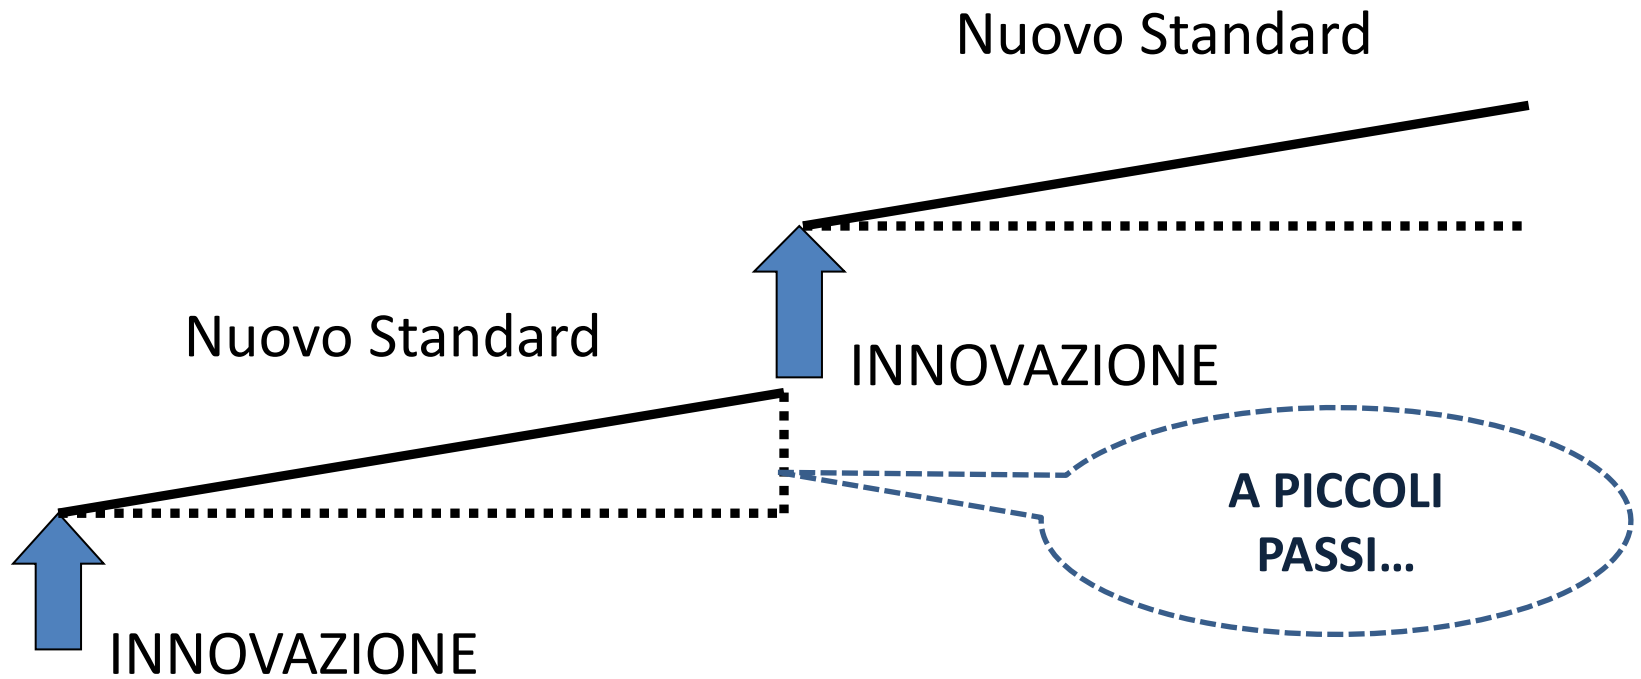 Nuovo Standard
Nuovo Standard
INNOVAZIONE
A PICCOLI
PASSI...
INNOVAZIONE